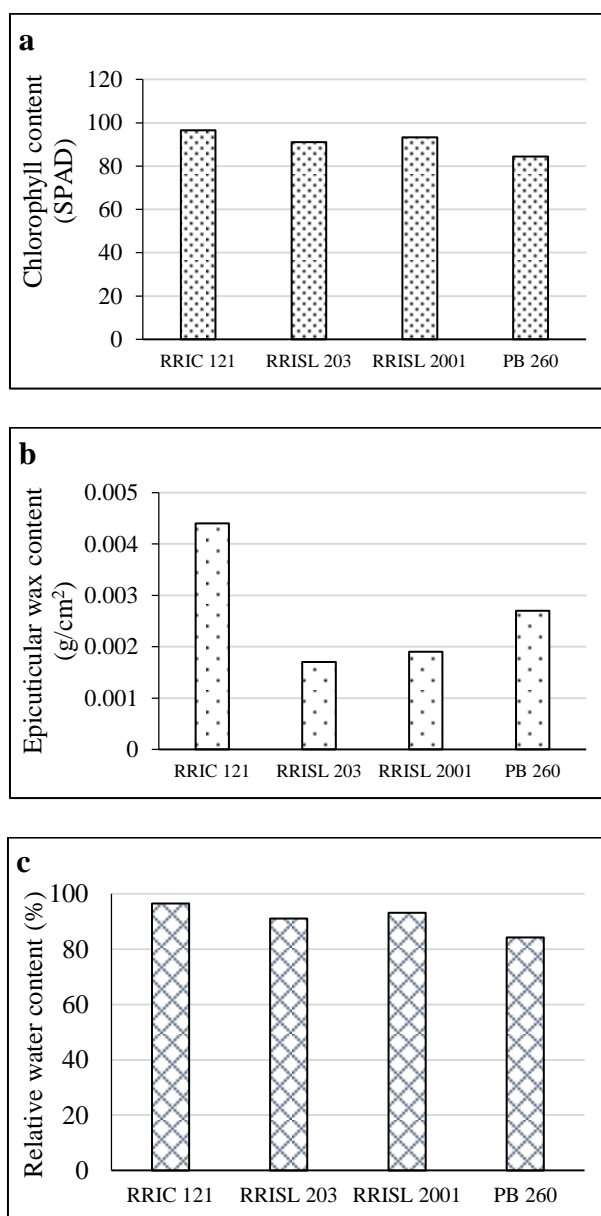 a
Chlorophyll content
(SPAD)
120
100
80
60
40
20
0
RRIC 121 RRISL 203 RRISL 2001 PB 260
b
Epicuticular wax content
(g/cm²)
0.005
0.004
0.003
0.002
0.001
0
RRIC 121 RRISL 203 RRISL 2001 PB 260
c
Relative water content (%)
100
80
60
40
20
0
RRIC 121 RRISL 203 RRISL 2001 PB 260